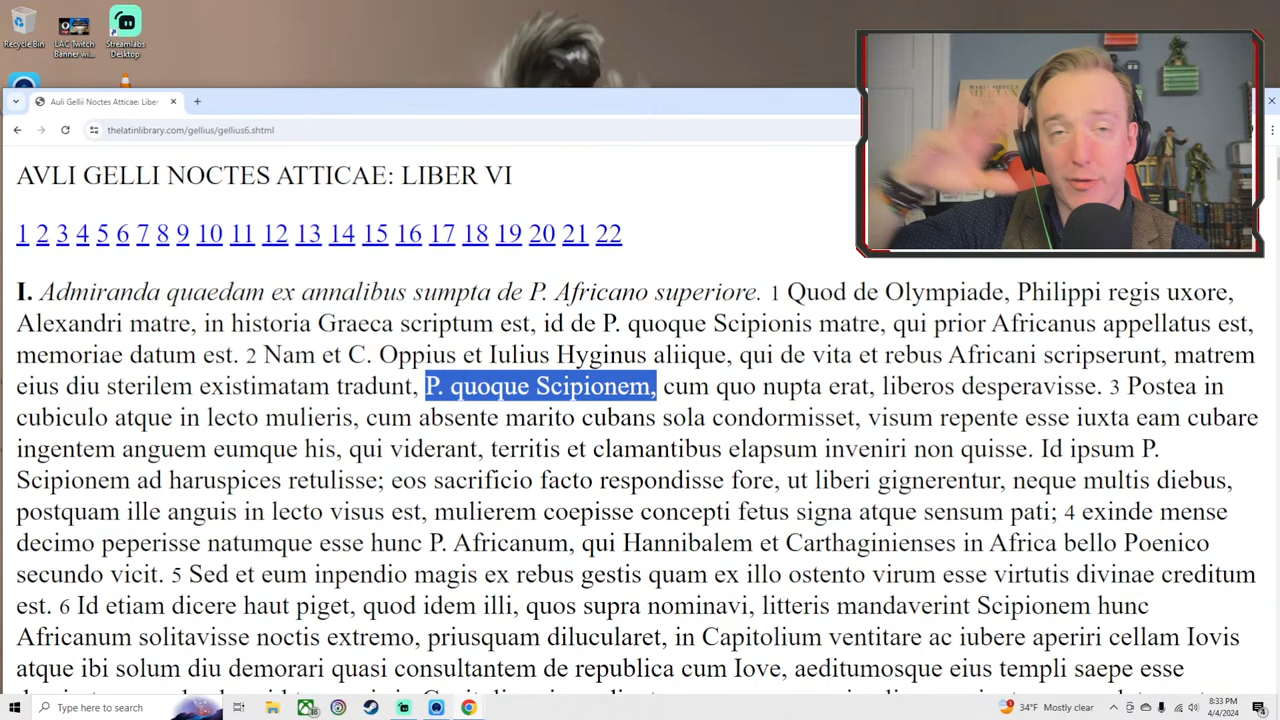 Recycle Bin
LAC Twitch
Banner wi...
Streamlabs
Desktop
Auli Gellii Noctes Atticae: Liber
thelatinlibrary.com/gellius/gellius6.shtml
AVLI GELLI NOCTES ATTICAE: LIBER VI
1 2 3 4 5 6 7 8 9 10 11 12 13 14 15 16 17 18 19 20 21 22
I. Admiranda quaedam ex annalibus sumpta de P. Africano superiore. 1 Quod de Olympiade, Philippi regis uxore,
Alexandri matre, in historia Graeca scriptum est, id de P. quoque Scipionis matre, qui prior Africanus appellatus est,
memoriae datum est. 2 Nam et C. Oppius et Iulius Hyginus aliique, qui de vita et rebus Africani scripserunt, matrem
eius diu sterilem existimatam tradunt, P. quoque Scipionem, cum quo nupta erat, liberos desperavisse. 3 Postea in
cubiculo atque in lecto mulieris, cum absente marito cubans sola condormisset, visum repente esse iuxta eam cubare
ingentem anguem eumque his, qui viderant, territis et clamantibus elapsum inveniri non quisse. Id ipsum P.
Scipionem ad haruspices retulisse; eos sacrificio facto respondisse fore, ut liberi gignerentur, neque multis diebus,
postquam ille anguis in lecto visus est, mulierem coepisse concepti fetus signa atque sensum pati; 4 exinde mense
decimo peperisse natumque esse hunc P. Africanum, qui Hannibalem et Carthaginienses in Africa bello Poenico
secundo vicit. 5 Sed et eum inpendio magis ex rebus gestis quam ex illo ostento virum esse virtutis divinae creditum
est. 6 Id etiam dicere haut piget, quod idem illi, quos supra nominavi, litteris mandaverint Scipionem hunc
Africanum solitavisse noctis extremo, priusquam dilucularet, in Capitolium ventitare ac iubere aperiri cellam Iovis
atque ibi solum diu demorari quasi consultantem de republica cum Iove, aeditumosque eius templi saepe esse
Type here to search
34°F Mostly clear
8:33 PM
4/4/2024